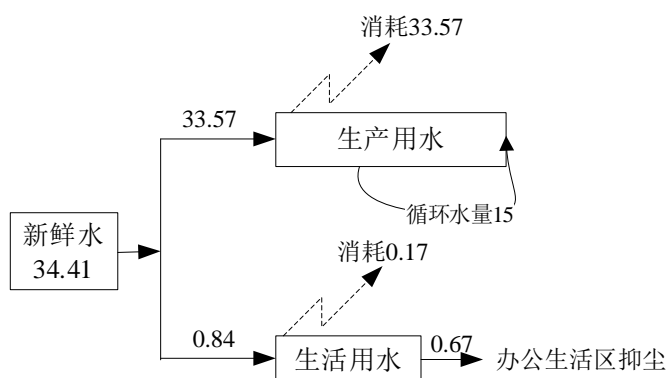 消耗33.57
33.57
生产用水
循环水量15
新鲜水
34.41
消耗0.17
0.84
生活用水
0.67
办公生活区抑尘